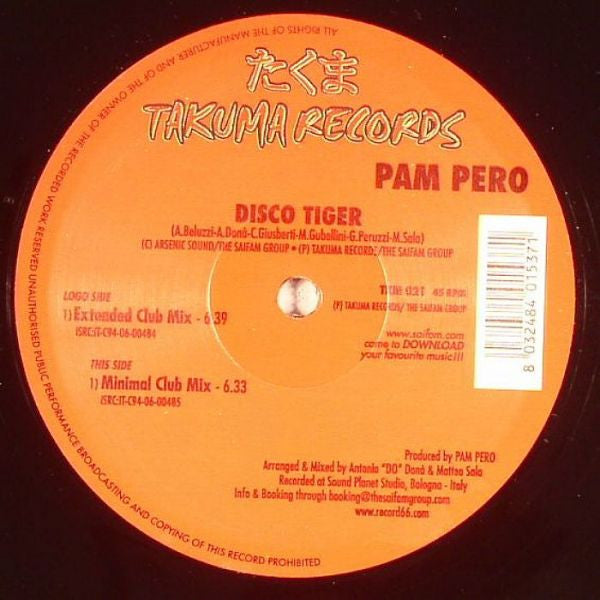 たくま
TAKUMA RECORDS
PAM PERO
DISCO TIGER
(A.Beluzzi-A.Donà-C.Giusberti-M.Gubellini-G.Peruzzi-M.Sala)
(C) ARSENIC SOUND/THE SAIFAM GROUP • (P) TAKUMA RECORDS/THE SAIFAM GROUP
45 RPM
(P) TAKUMA RECORDS/ THE SAIFAM GROUP
LOGO SIDE
1) Extended Club Mix - 6.39
ISRC:IT-C94-06-00484
THIS SIDE
1) Minimal Club Mix - 6.33
ISRC:IT-C94-06-00485
www.saifam.com
come to DOWNLOAD
your favourite music!!!
8 032484 015371
Produced by PAM PERO
Arranged & Mixed by Antonio "DO" Donà & Matteo Sala
Recorded at Sound Planet Studio, Bologna - Italy
Info & Booking through booking@thesaifamgroup.com
www.record66.com
ALL RIGHTS OF THE MANUFACTURER AND OF THE OWNER OF THE RECORDED WORK RESERVED UNAUTHORISED PUBLIC PERFORMANCE BROADCASTING AND COPYING OF THIS RECORD PROHIBITED